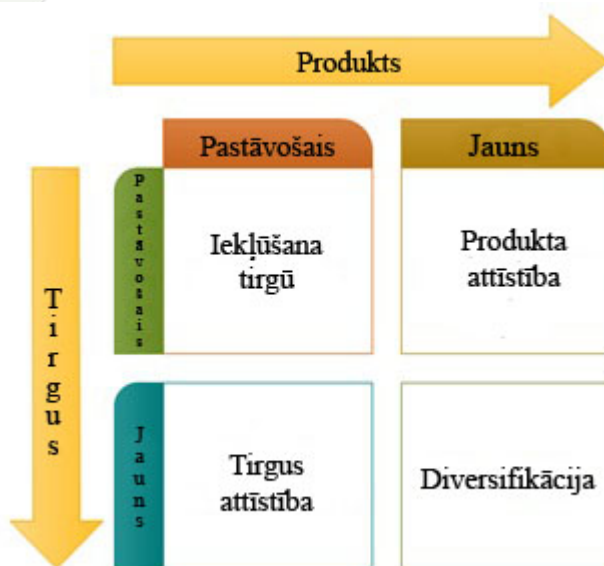 Produkts
Pastāvošais
Jauns
Tirgus
Pastāvošais
Iekļūšana
tirgū
Produkta
attīstība
Jauns
Tirgus
attīstība
Diversifikācija